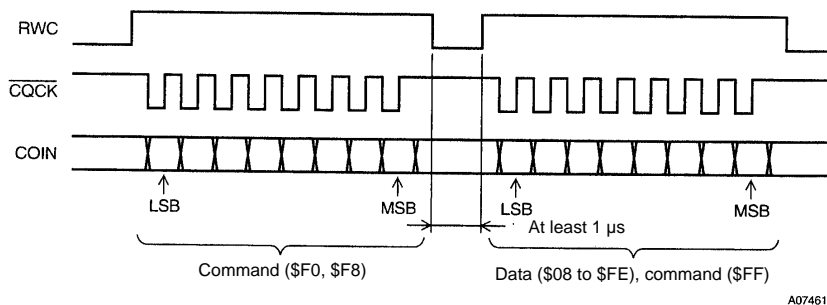 RWC
CQCK
COIN
LSB
MSB
LSB
MSB
At least 1 µs
Command ($F0, $F8)
Data ($08 to $FE), command ($FF)
A07461